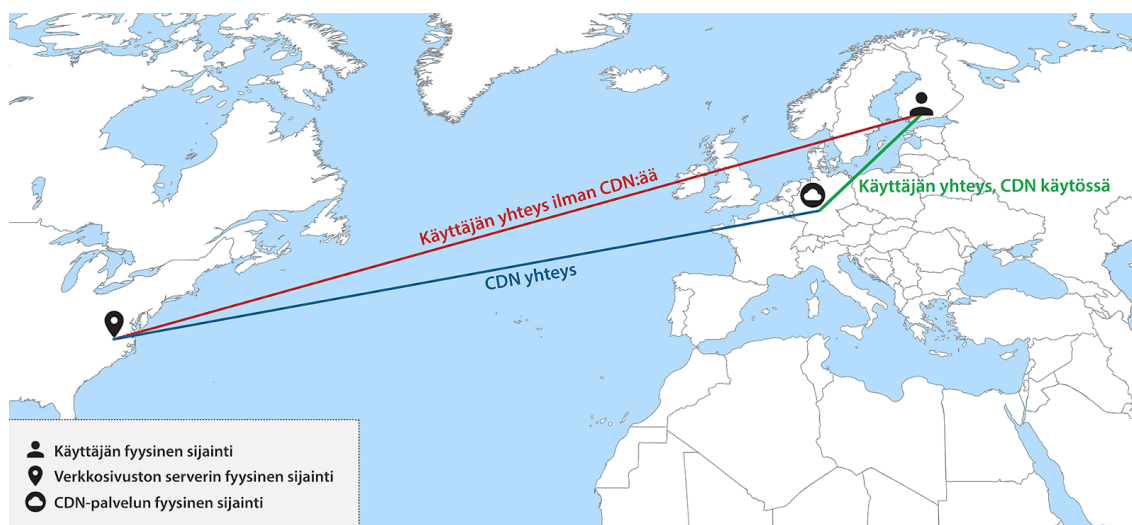 Käyttäjän yhteys ilman CDN:ää
Käyttäjän yhteys, CDN käytössä
CDN yhteys
Käyttäjän fyysinen sijainti
Verkkosivuston serverin fyysinen sijainti
CDN-palvelun fyysinen sijainti